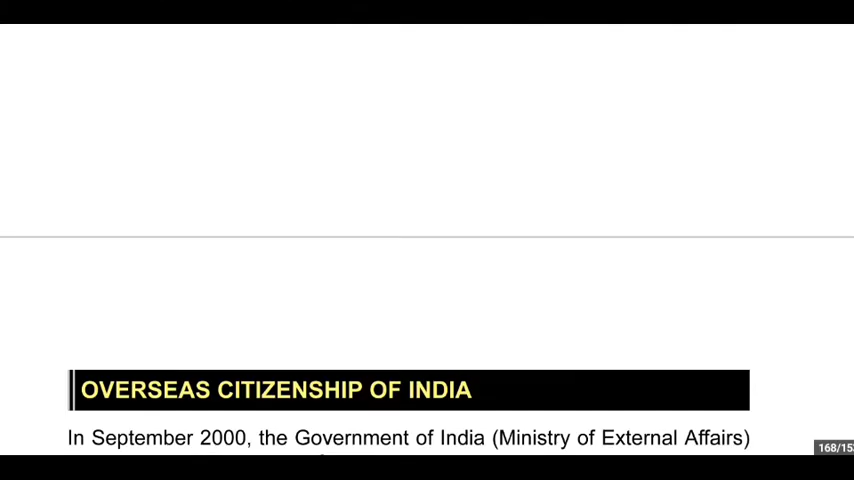 OVERSEAS CITIZENSHIP OF INDIA
In September 2000, the Government of India (Ministry of External Affairs)